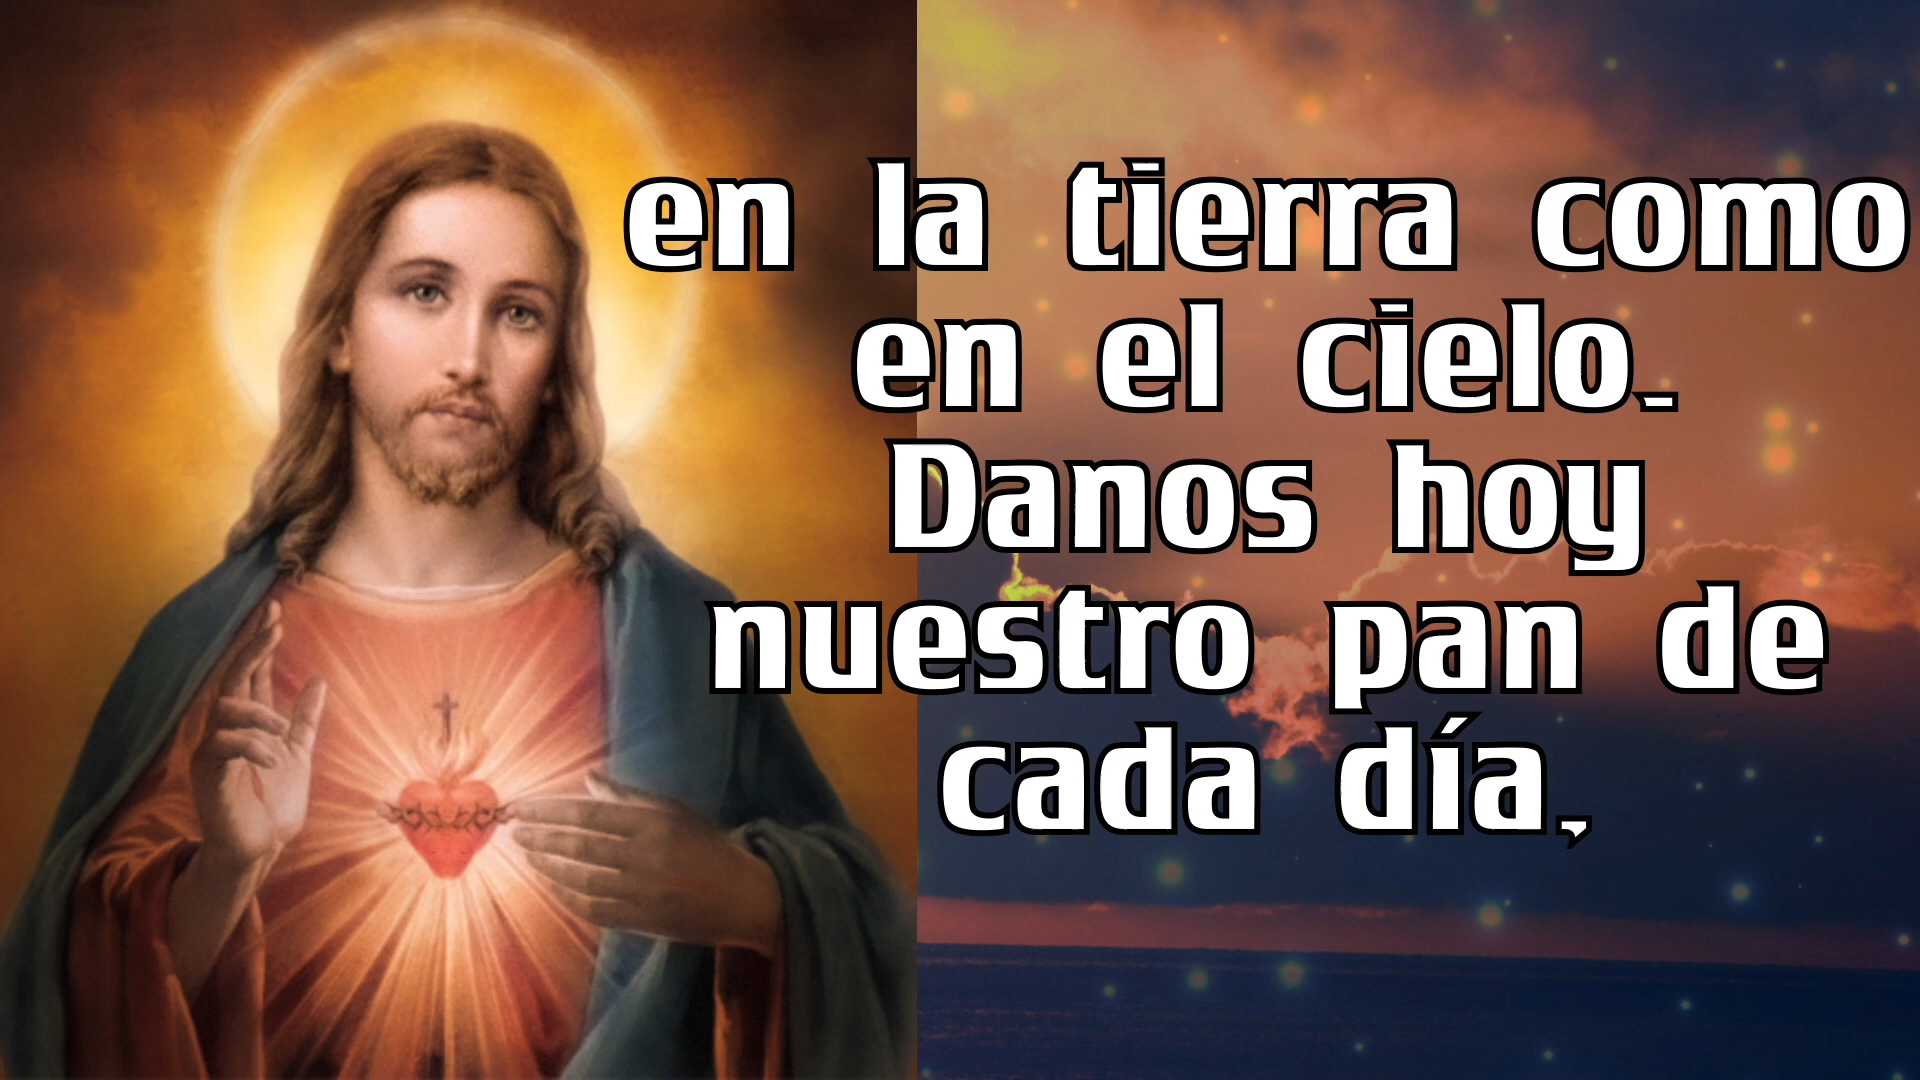 en la tierra como
en el cielo.
Danos hoy
nuestro pan de
cada día,